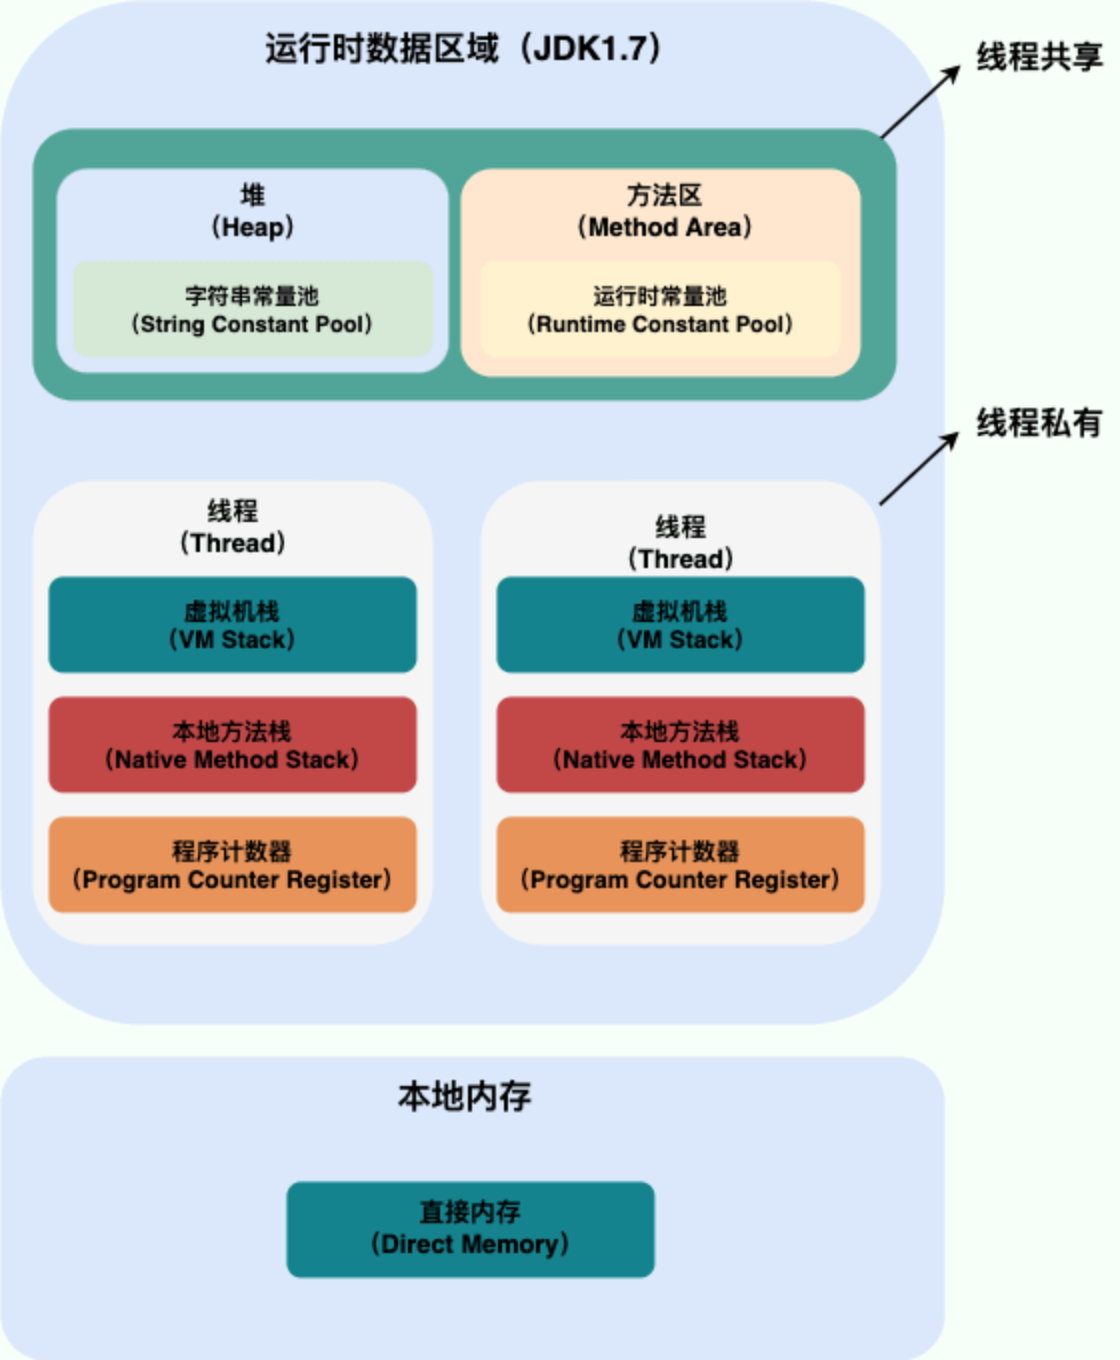 运行时数据区域（JDK1.7）
线程共享
堆
（Heap）
字符串常量池
（String Constant Pool）
方法区
（Method Area）
运行时常量池
（Runtime Constant Pool）
线程私有
线程
（Thread）
虚拟机栈
（VM Stack）
本地方法栈
（Native Method Stack）
程序计数器
（Program Counter Register）
线程
（Thread）
虚拟机栈
（VM Stack）
本地方法栈
（Native Method Stack）
程序计数器
（Program Counter Register）
本地内存
直接内存
（Direct Memory）